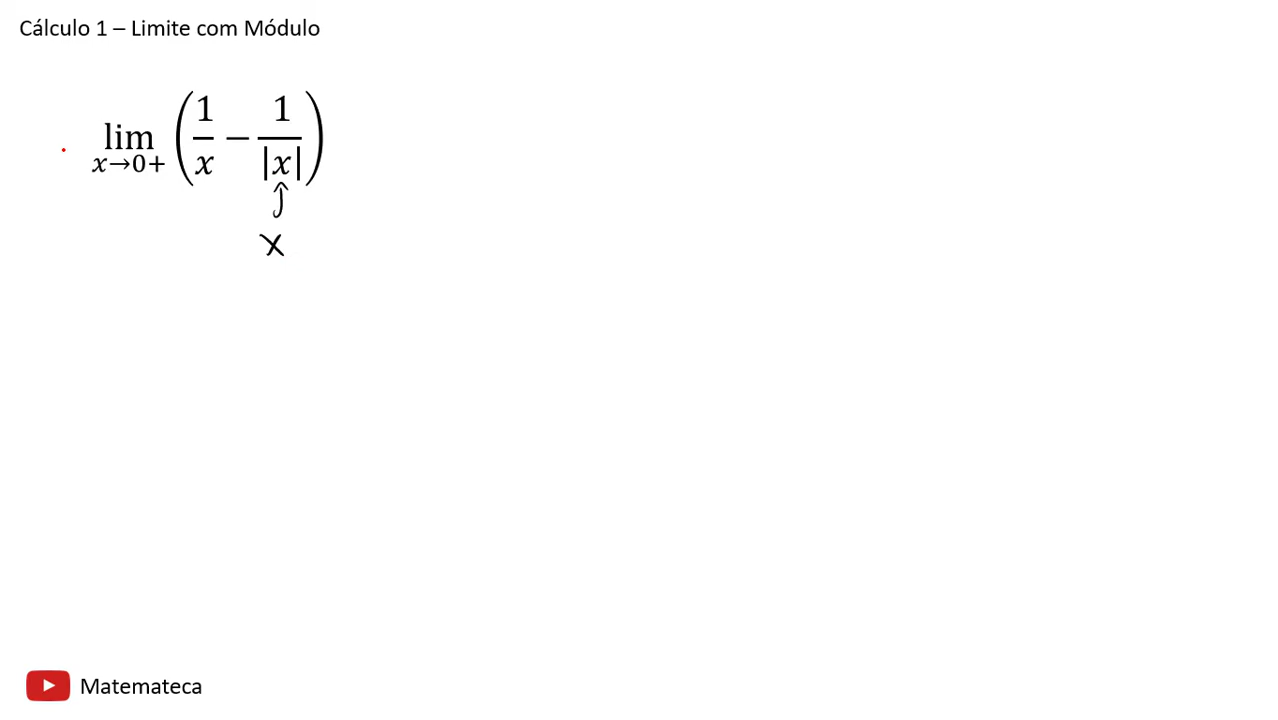 Cálculo 1 – Limite com Módulo
lim x→0+ (1/x − 1/|x|)
x
Matemateca